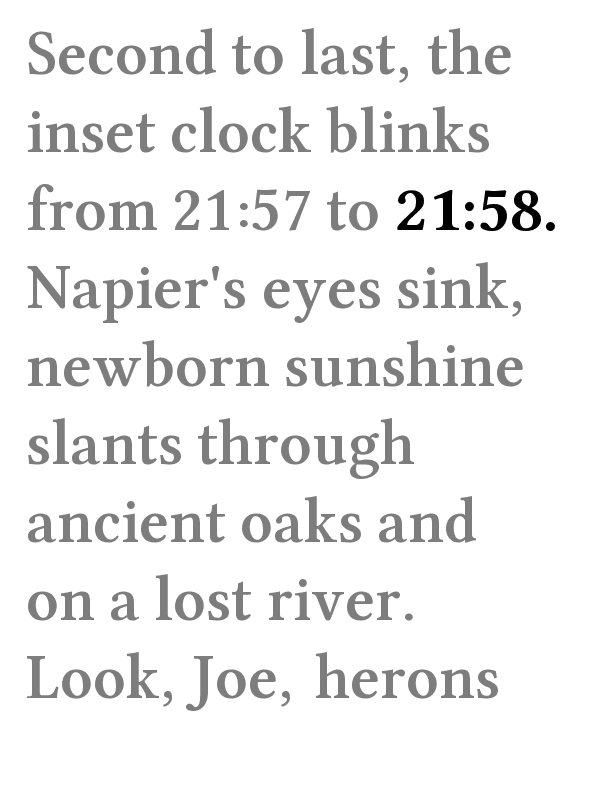 Second to last, the
inset clock blinks
from 21:57 to 21:58.
Napier's eyes sink,
newborn sunshine
slants through
ancient oaks and
on a lost river.
Look, Joe, herons